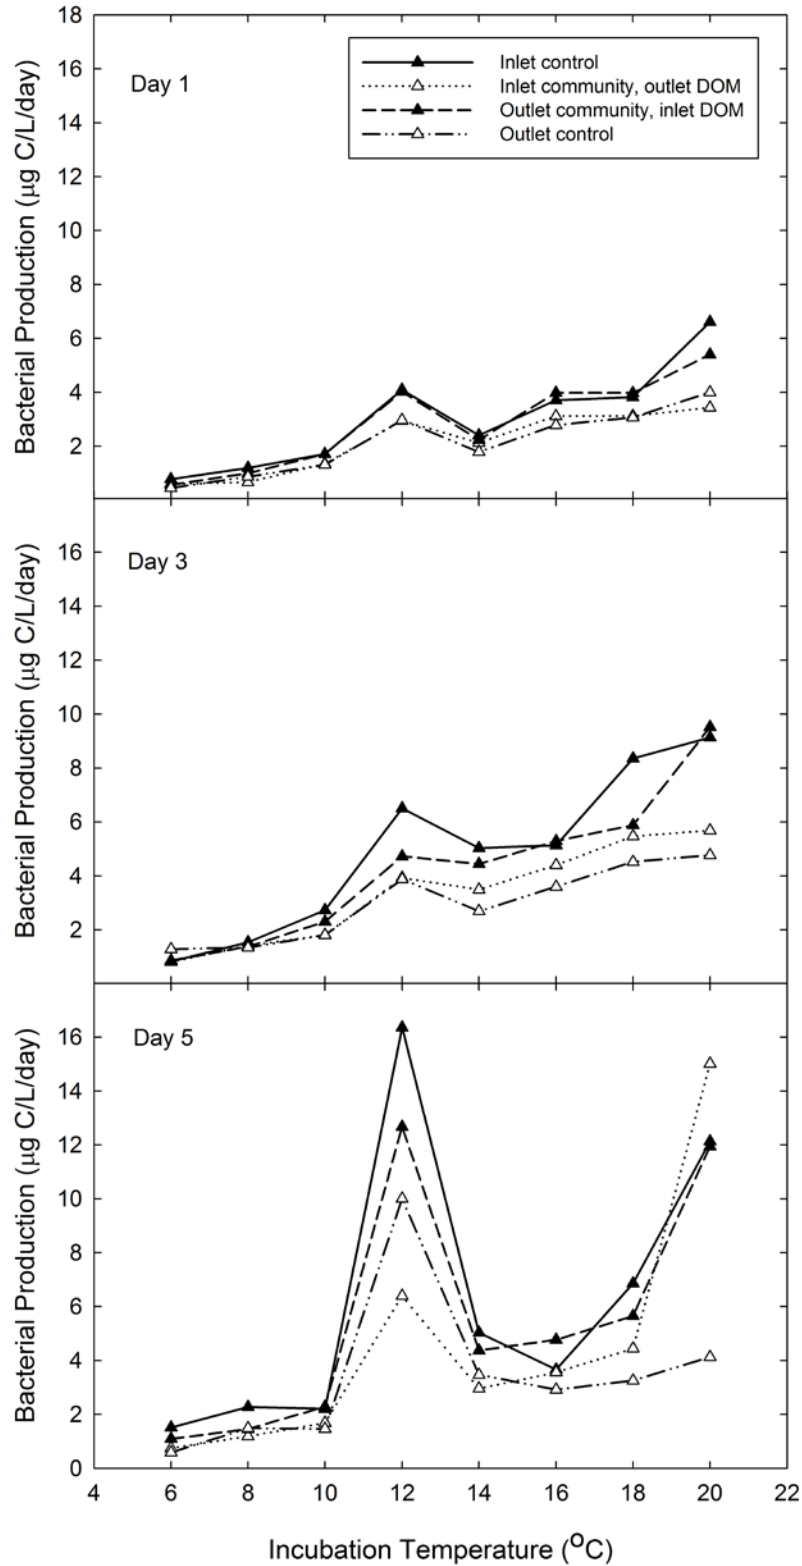 18
16
14
12
10
8
6
4
2
Bacterial Production (µg C/L/day)
Day 1
Inlet control
Inlet community, outlet DOM
Outlet community, inlet DOM
Outlet control
16
14
12
10
8
6
4
2
Bacterial Production (µg C/L/day)
Day 3
16
14
12
10
8
6
4
2
0
Bacterial Production (µg C/L/day)
Day 5
4 6 8 10 12 14 16 18 20 22
Incubation Temperature (°C)